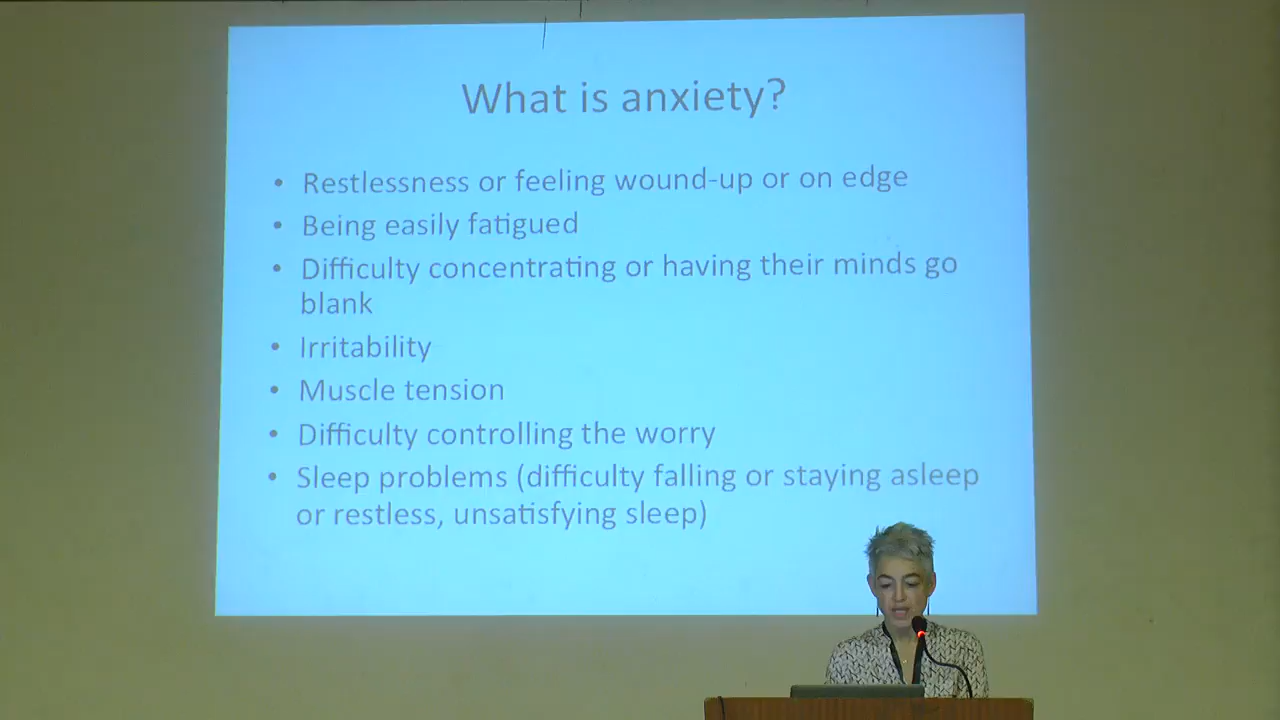 What is anxiety?
• Restlessness or feeling wound-up or on edge
• Being easily fatigued
• Difficulty concentrating or having their minds go
blank
• Irritability
• Muscle tension
• Difficulty controlling the worry
• Sleep problems (difficulty falling or staying asleep
or restless, unsatisfying sleep)